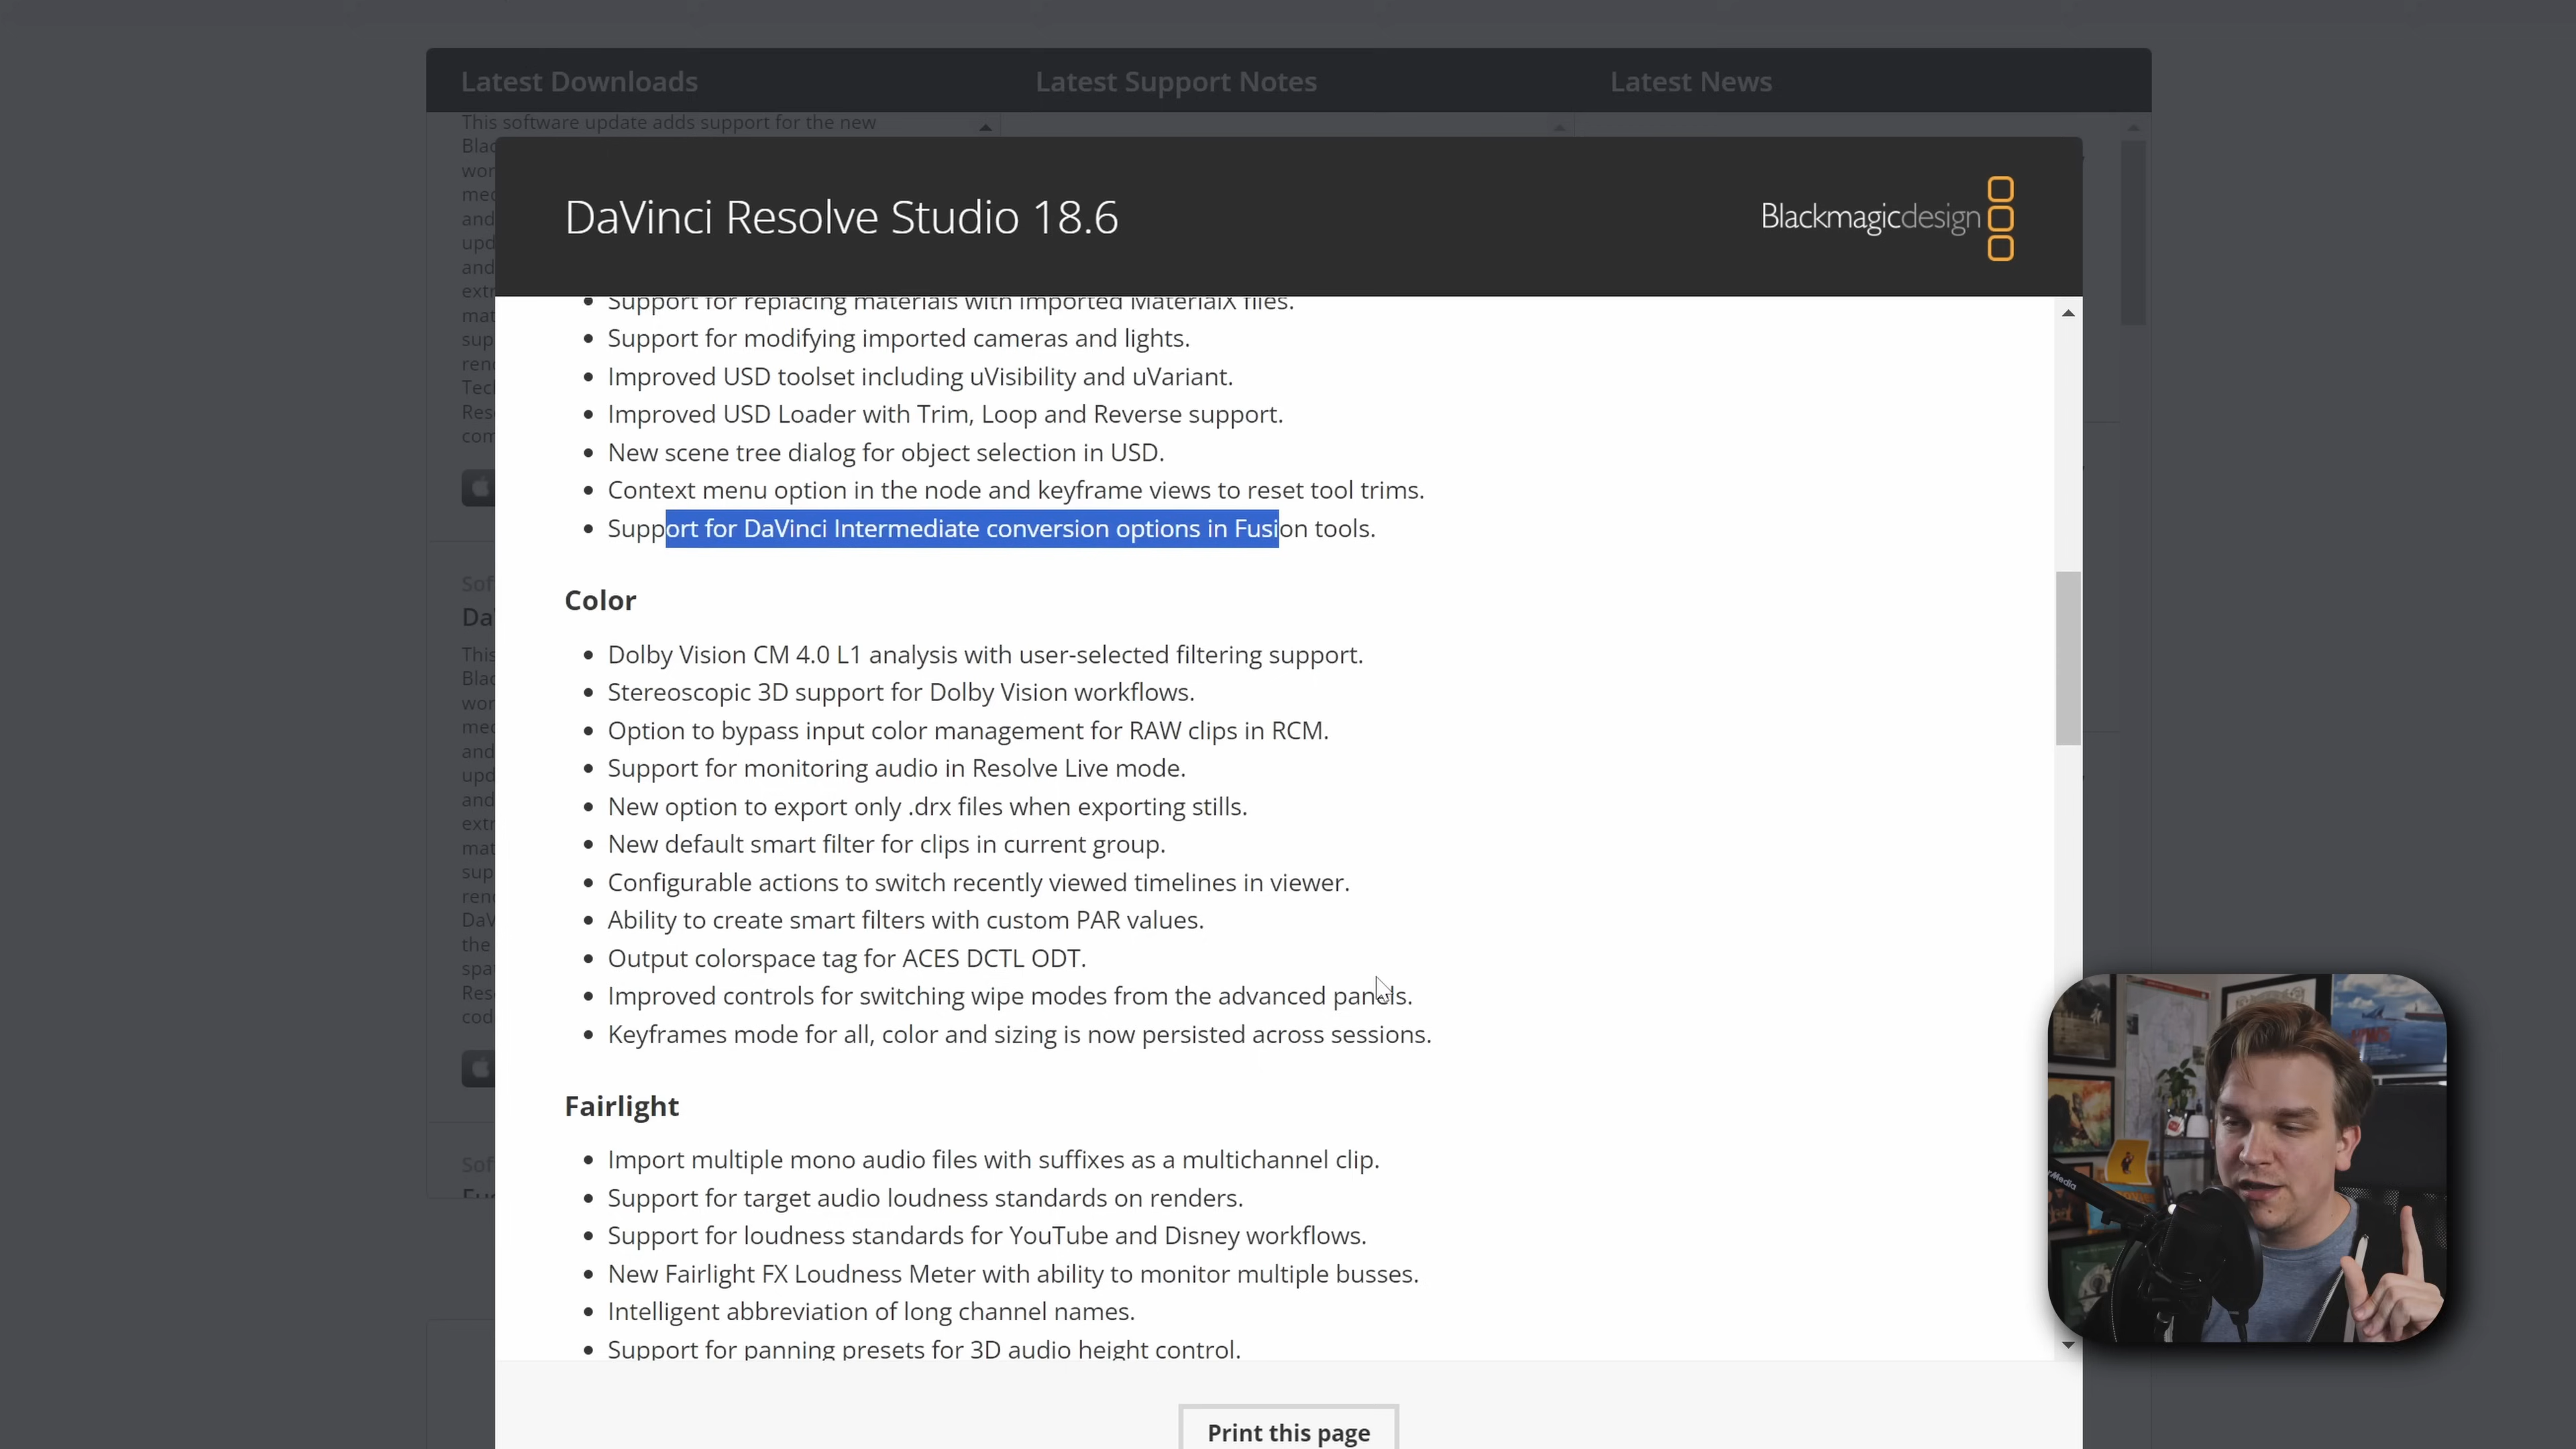 Latest Downloads
Latest Support Notes
Latest News
This software update adds support for the new
DaVinci Resolve Studio 18.6
Blackmagicdesign
Support for replacing materials with imported MaterialX files.
Support for modifying imported cameras and lights.
Improved USD toolset including uVisibility and uVariant.
Improved USD Loader with Trim, Loop and Reverse support.
New scene tree dialog for object selection in USD.
Context menu option in the node and keyframe views to reset tool trims.
Support for DaVinci Intermediate conversion options in Fusion tools.
Color
Dolby Vision CM 4.0 L1 analysis with user-selected filtering support.
Stereoscopic 3D support for Dolby Vision workflows.
Option to bypass input color management for RAW clips in RCM.
Support for monitoring audio in Resolve Live mode.
New option to export only .drx files when exporting stills.
New default smart filter for clips in current group.
Configurable actions to switch recently viewed timelines in viewer.
Ability to create smart filters with custom PAR values.
Output colorspace tag for ACES DCTL ODT.
Improved controls for switching wipe modes from the advanced panels.
Keyframes mode for all, color and sizing is now persisted across sessions.
Fairlight
Import multiple mono audio files with suffixes as a multichannel clip.
Support for target audio loudness standards on renders.
Support for loudness standards for YouTube and Disney workflows.
New Fairlight FX Loudness Meter with ability to monitor multiple busses.
Intelligent abbreviation of long channel names.
Support for panning presets for 3D audio height control.
Print this page